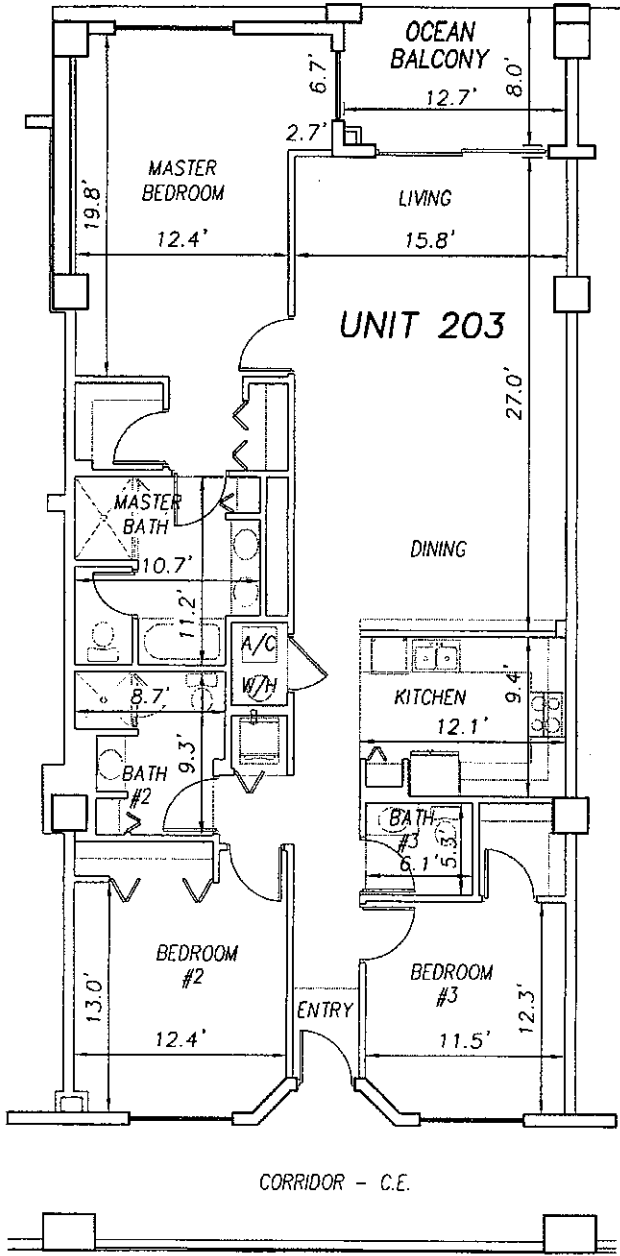 OCEAN
BALCONY
6.7'
8.0'
12.7'
2.7'
MASTER
BEDROOM
LIVING
19.8'
12.4'
15.8'
UNIT 203
27.0'
MASTER
BATH
DINING
10.7'
11.2'
A/C
W/H
KITCHEN
9.4'
12.1'
8.7'
9.3'
BATH
#2
BATH
#3
5.3'
6.1'
BEDROOM
#2
BEDROOM
#3
13.0'
12.3'
ENTRY
12.4'
11.5'
CORRIDOR - C.E.